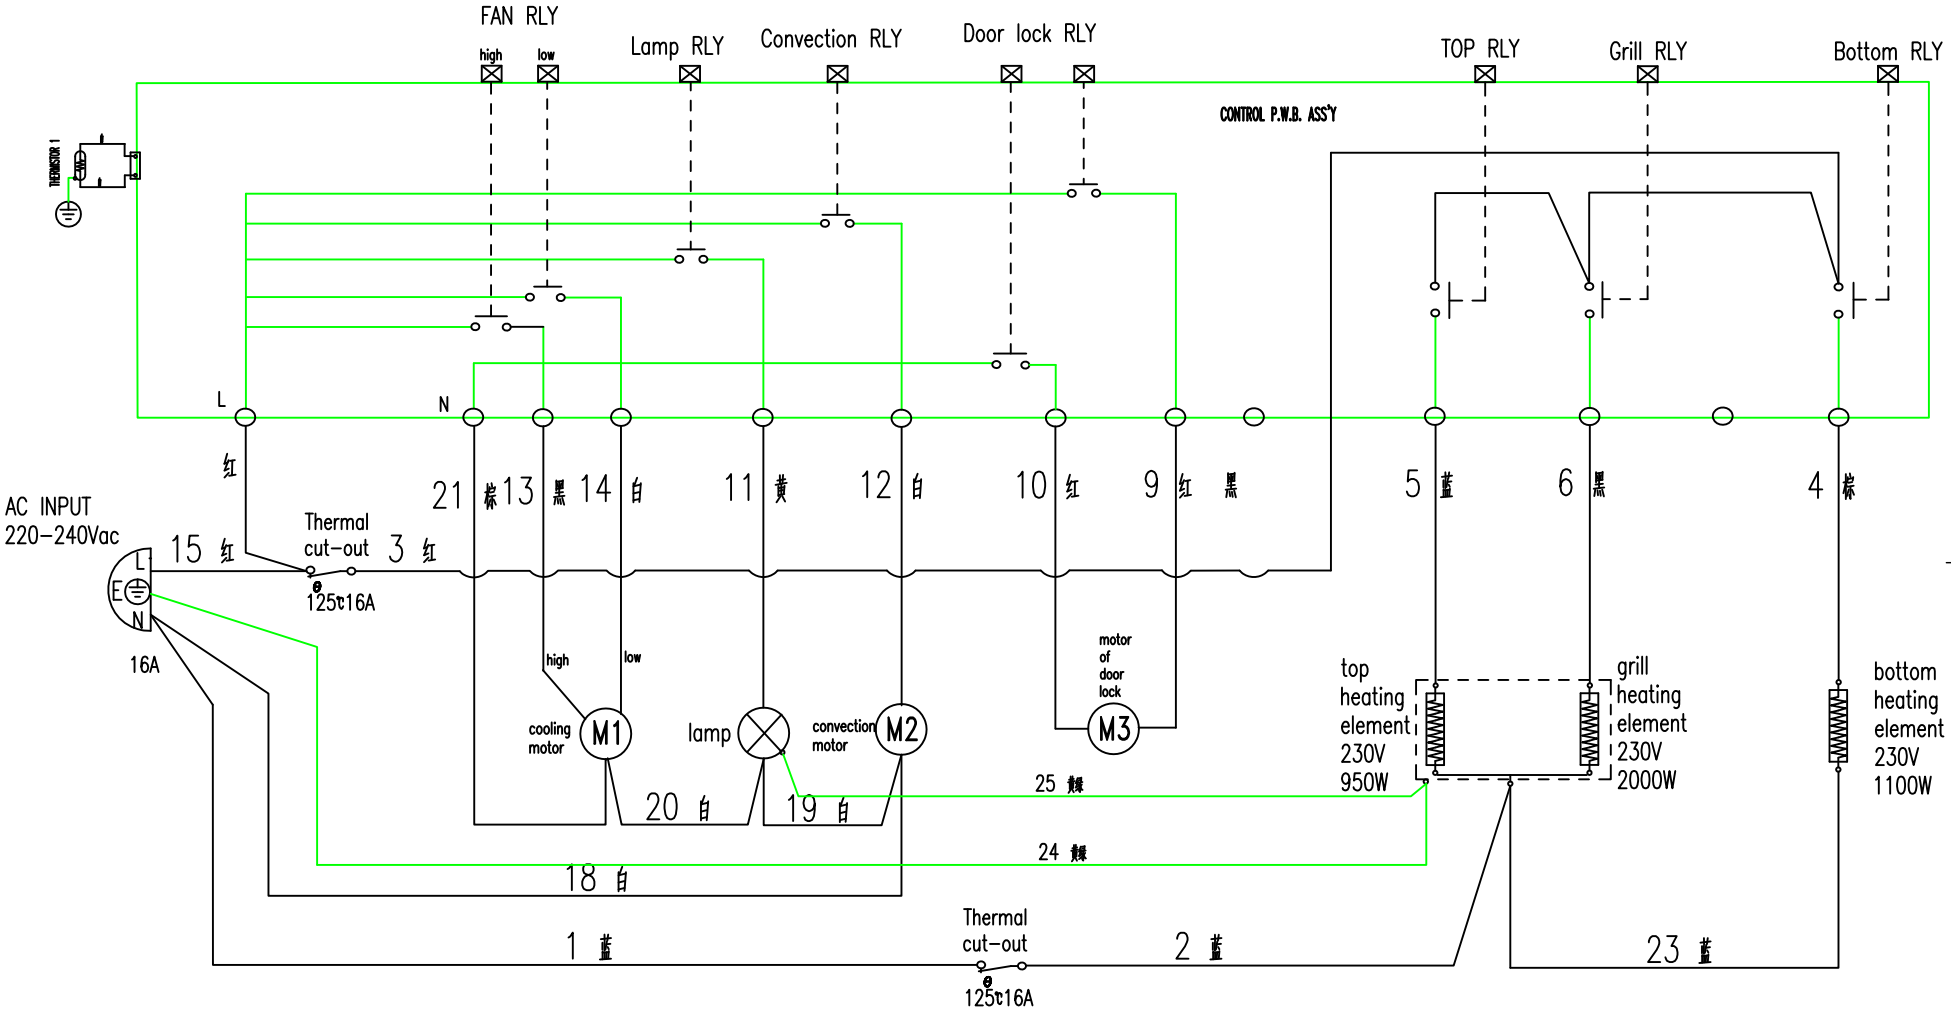 FAN RLY
high
low
Lamp RLY
Convection RLY
Door lock RLY
TOP RLY
Grill RLY
Bottom RLY
CONTROL P.W.B. ASS'Y
THERMISTOR 1
L
N
红
21 棕
13 黑
14 白
11 黄
12 白
10 红
9 红
黑
5 蓝
6 黑
4 棕
AC INPUT
220-240Vac
15 红
Thermal
cut-out
3 红
L
E
N
θ
125℃16A
16A
high
low
cooling
motor
M1
lamp
convection
motor
M2
motor
of
door
lock
M3
top
heating
element
230V
950W
grill
heating
element
230V
2000W
bottom
heating
element
230V
1100W
25 黄绿
20 白
19 白
24 黄绿
18 白
1 蓝
Thermal
cut-out
θ
125℃16A
2 蓝
23 蓝